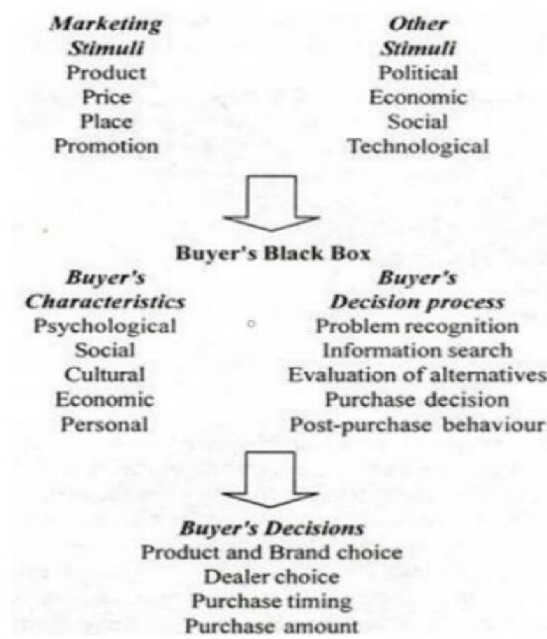 Marketing
Stimuli
Product
Price
Place
Promotion
Other
Stimuli
Political
Economic
Social
Technological
Buyer's Black Box
Buyer's
Characteristics
Psychological
Social
Cultural
Economic
Personal
Buyer's
Decision process
Problem recognition
Information search
Evaluation of alternatives
Purchase decision
Post-purchase behaviour
Buyer's Decisions
Product and Brand choice
Dealer choice
Purchase timing
Purchase amount